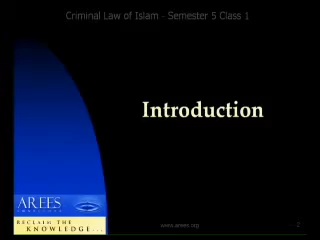 Criminal Law of Islam - Semester 5 Class 1
Introduction
AREES
RECLAIM THE
KNOWLEDGE...
www.arees.org
2